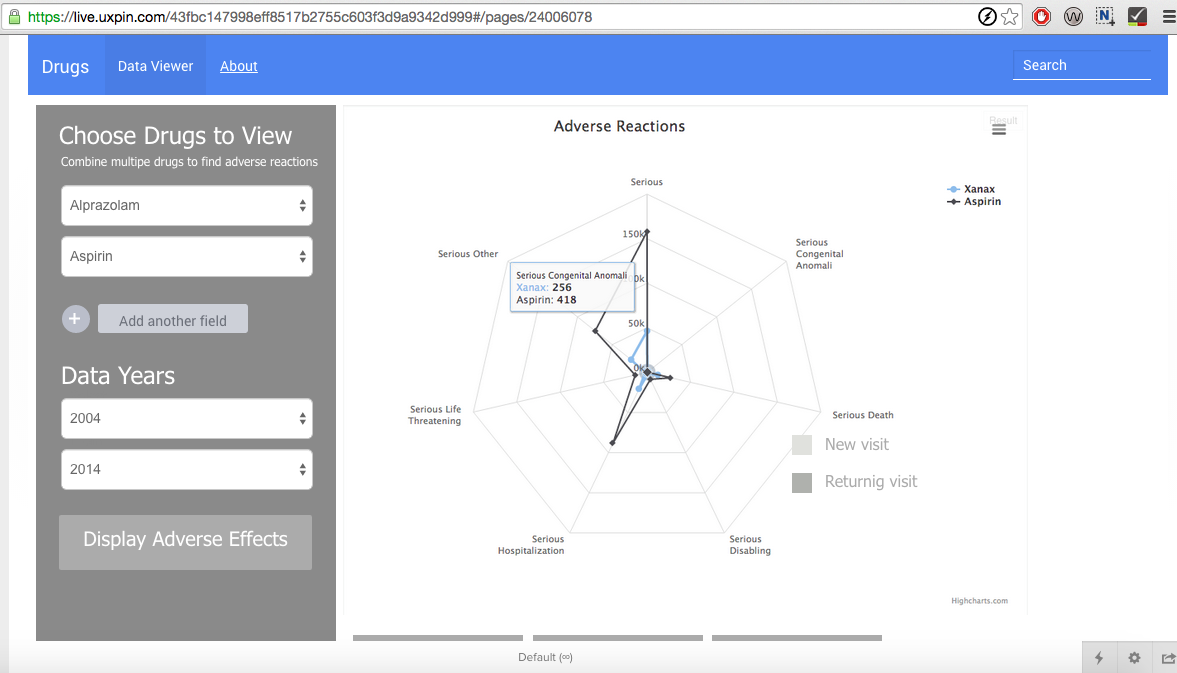 https://live.uxpin.com/43fbc147998eff8517b2755c603f3d9a9342d999#/pages/24006078
Drugs
Data Viewer
About
Search
Choose Drugs to View
Combine multipe drugs to find adverse reactions
Alprazolam
Aspirin
+ Add another field
Data Years
2004
2014
Display Adverse Effects
Adverse Reactions
Result
Xanax
Aspirin
Serious
Serious
Congenital
Anomali
Serious Death
Serious
Disabling
Serious
Hospitalization
Serious Life
Threatening
Serious Other
150k
50k
0k
Serious Congenital Anomali
Xanax: 256
Aspirin: 418
New visit
Returnig visit
Highcharts.com
Default (∞)